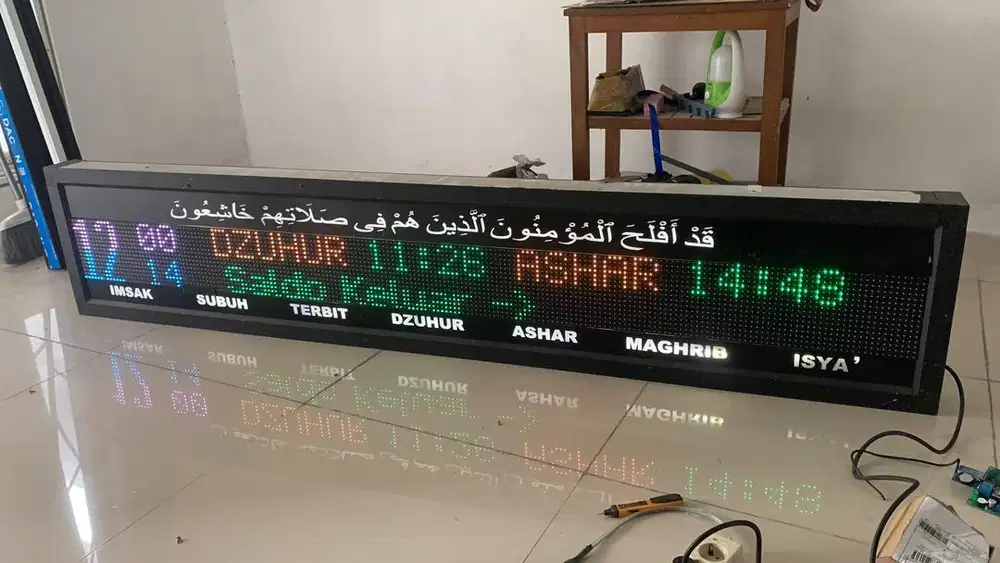 قَدْ أَفْلَحَ ٱلْمُؤْمِنُونَ ٱلَّذِينَ هُمْ فِى صَلَاتِهِمْ خَاشِعُونَ
12 00 14 DZUHUR 11:26 ASHAR 14:48
Saldo Keluar ->
IMSAK SUBUH TERBIT DZUHUR ASHAR MAGHRIB ISYA'